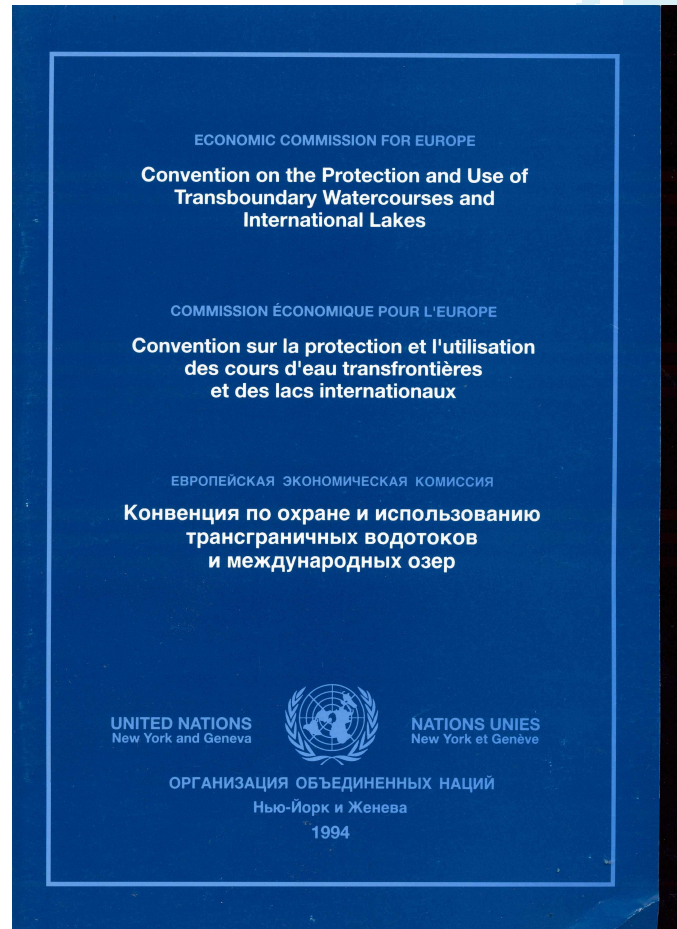 ECONOMIC COMMISSION FOR EUROPE
Convention on the Protection and Use of
Transboundary Watercourses and
International Lakes
COMMISSION ÉCONOMIQUE POUR L'EUROPE
Convention sur la protection et l'utilisation
des cours d'eau transfrontières
et des lacs internationaux
ЕВРОПЕЙСКАЯ ЭКОНОМИЧЕСКАЯ КОМИССИЯ
Конвенция по охране и использованию
трансграничных водотоков
и международных озер
UNITED NATIONS
New York and Geneva
NATIONS UNIES
New York et Genève
ОРГАНИЗАЦИЯ ОБЪЕДИНЕННЫХ НАЦИЙ
Нью-Йорк и Женева
1994